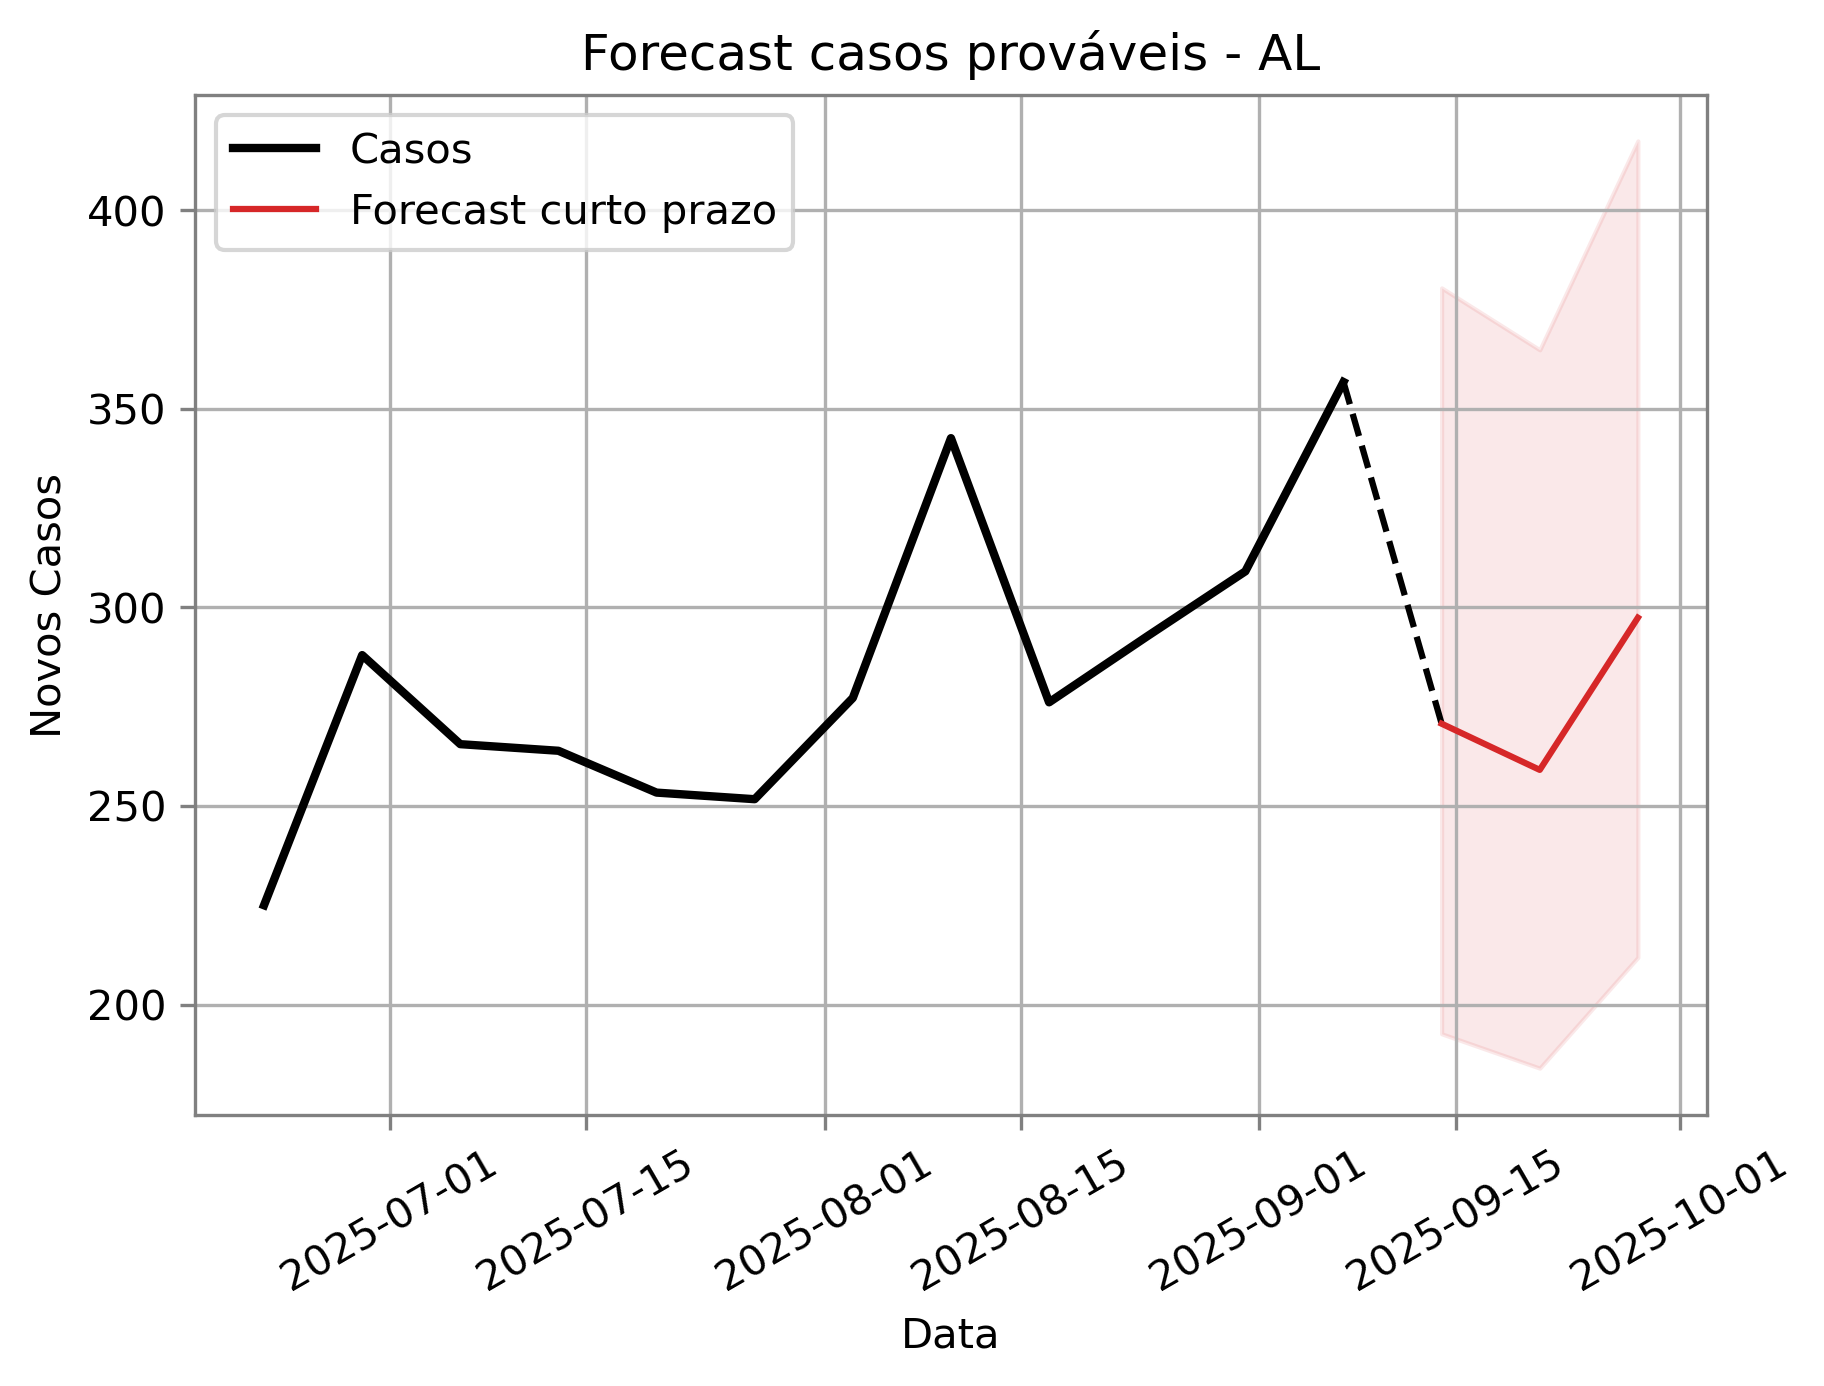 Forecast casos prováveis - AL
Casos
Forecast curto prazo
Novos Casos
400
350
300
250
200
2025-07-01
2025-07-15
2025-08-01
2025-08-15
2025-09-01
2025-09-15
2025-10-01
Data